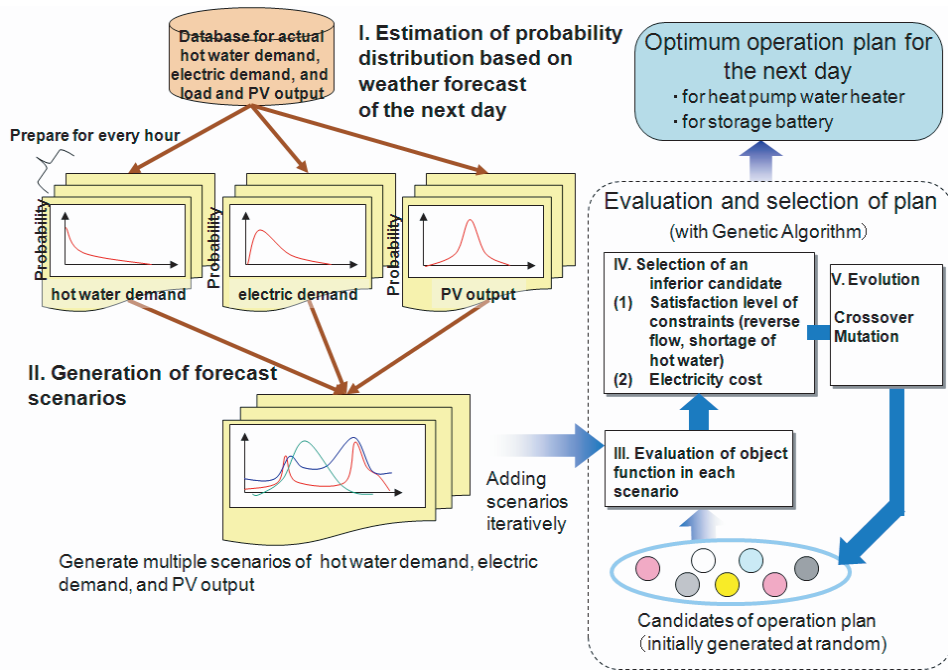 Database for actual
hot water demand,
electric demand, and
load and PV output
I. Estimation of probability
distribution based on
weather forecast
of the next day
Prepare for every hour
Probability
hot water demand
Probability
electric demand
Probability
PV output
II. Generation of forecast
scenarios
Generate multiple scenarios of hot water demand, electric
demand, and PV output
Adding
scenarios
iteratively
Optimum operation plan for
the next day
・for heat pump water heater
・for storage battery
Evaluation and selection of plan
(with Genetic Algorithm)
IV. Selection of an
inferior candidate
(1) Satisfaction level of
constraints (reverse
flow, shortage of
hot water)
(2) Electricity cost
V. Evolution
Crossover
Mutation
III. Evaluation of object
function in each
scenario
Candidates of operation plan
(initially generated at random)